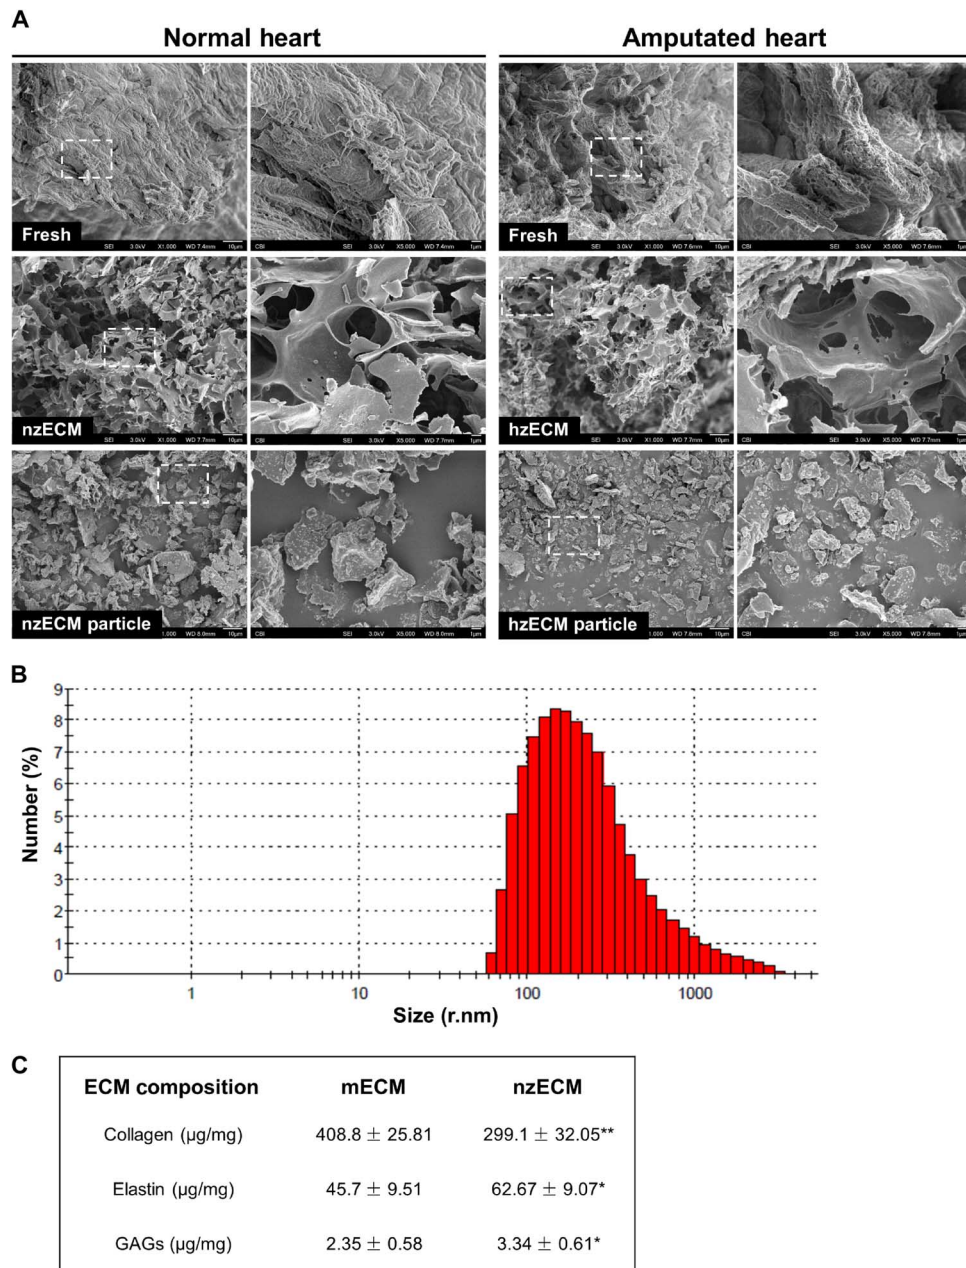 A
Normal heart
Amputated heart
Fresh
SEI 3.0kV X1,000 WD 7.4mm 10μm
CBI SEI 3.0kV X5,000 WD 7.4mm 1μm
Fresh
SEI 3.0kV X1,000 WD 7.6mm 10μm
CBI SEI 3.0kV X5,000 WD 7.6mm 1μm
nzECM
SEI 3.0kV X1,000 WD 7.7mm 10μm
CBI SEI 3.0kV X5,000 WD 7.7mm 1μm
hzECM
SEI 3.0kV X1,000 WD 7.7mm 10μm
CBI SEI 3.0kV X5,000 WD 7.7mm 1μm
nzECM particle
1,000 WD 8.0mm 10μm
CBI SEI 3.0kV X5,000 WD 8.0mm 1μm
hzECM particle
1,000 WD 7.8mm 10μm
CBI SEI 3.0kV X5,000 WD 7.8mm 1μm
B
Number (%)
9
8
7
6
5
4
3
2
1
0
1 10 100 1000
Size (r.nm)
C
ECM composition mECM nzECM
Collagen (μg/mg) 408.8 ± 25.81 299.1 ± 32.05**
Elastin (μg/mg) 45.7 ± 9.51 62.67 ± 9.07*
GAGs (μg/mg) 2.35 ± 0.58 3.34 ± 0.61*